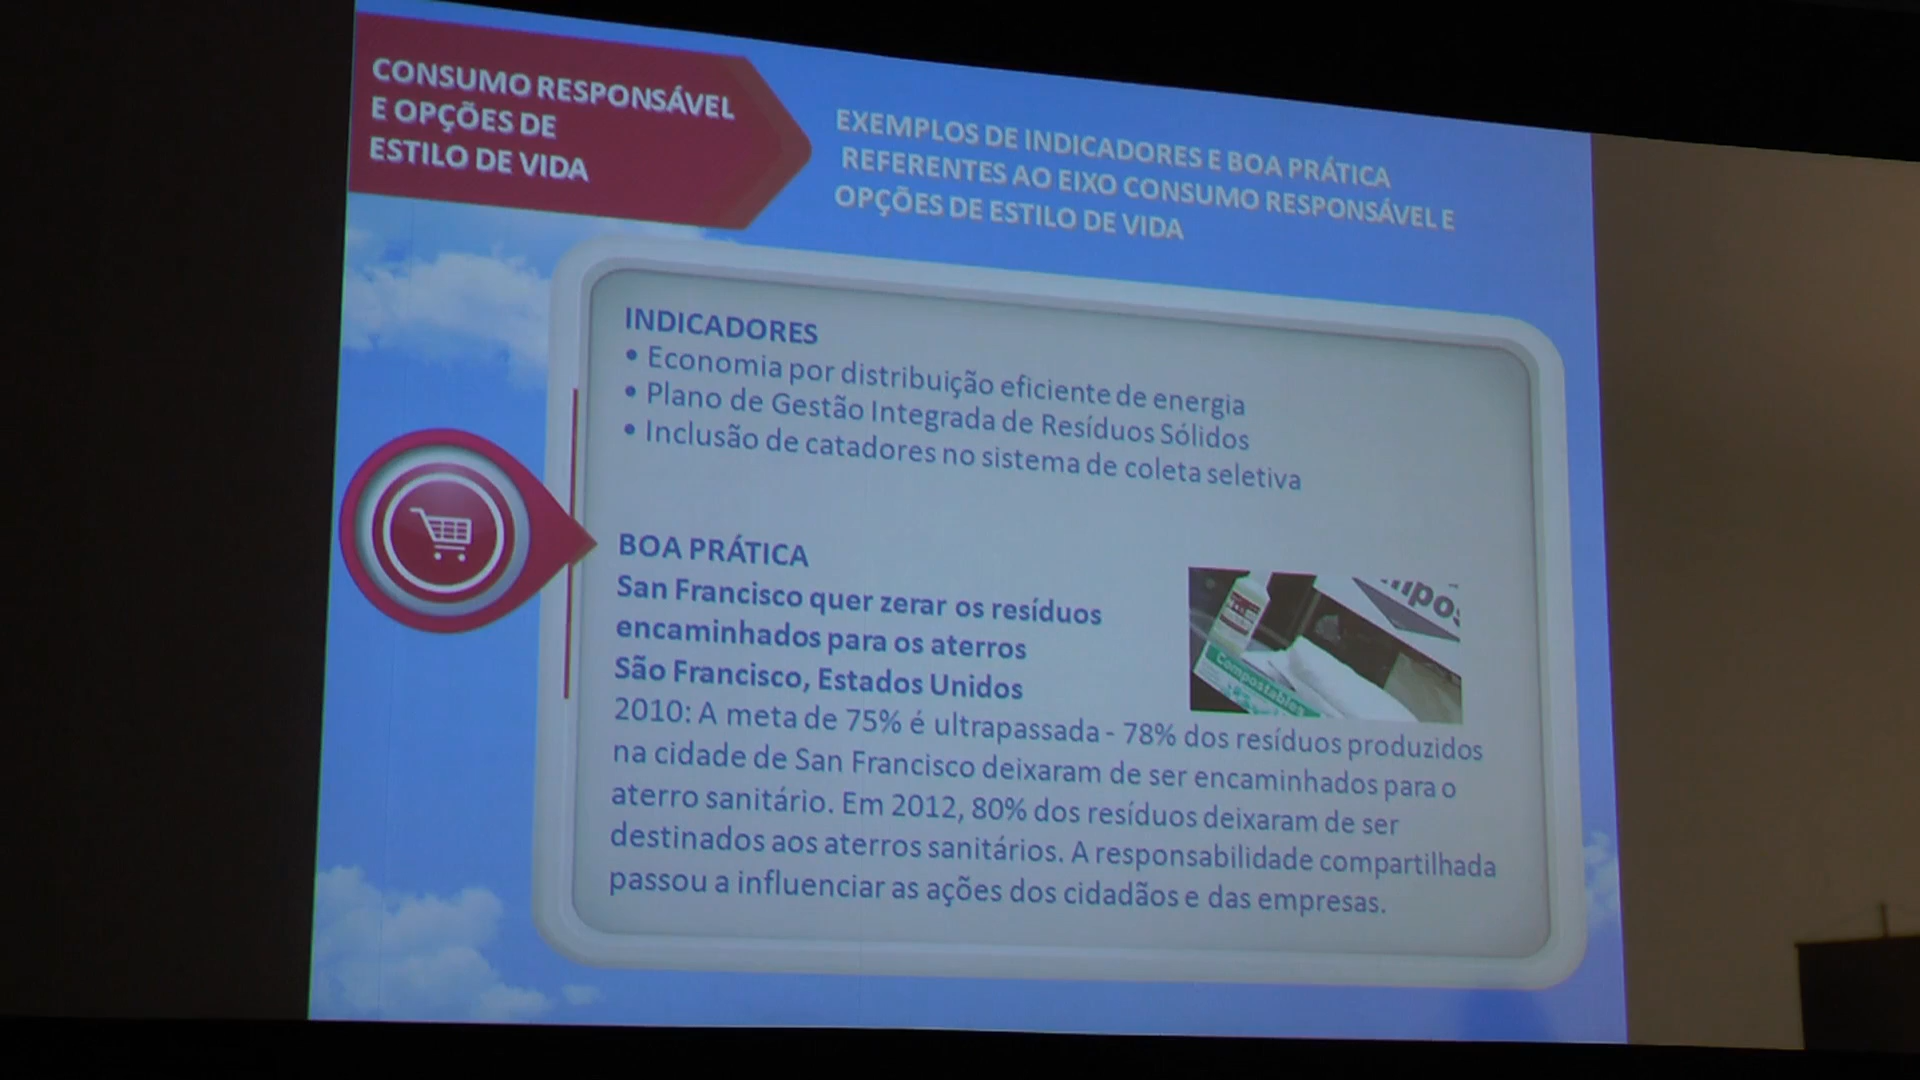 CONSUMO RESPONSÁVEL
E OPÇÕES DE
ESTILO DE VIDA
EXEMPLOS DE INDICADORES E BOA PRÁTICA
REFERENTES AO EIXO CONSUMO RESPONSÁVEL E
OPÇÕES DE ESTILO DE VIDA
INDICADORES
• Economia por distribuição eficiente de energia
• Plano de Gestão Integrada de Resíduos Sólidos
• Inclusão de catadores no sistema de coleta seletiva
BOA PRÁTICA
San Francisco quer zerar os resíduos
encaminhados para os aterros
São Francisco, Estados Unidos
2010: A meta de 75% é ultrapassada - 78% dos resíduos produzidos
na cidade de San Francisco deixaram de ser encaminhados para o
aterro sanitário. Em 2012, 80% dos resíduos deixaram de ser
destinados aos aterros sanitários. A responsabilidade compartilhada
passou a influenciar as ações dos cidadãos e das empresas.
Compostables